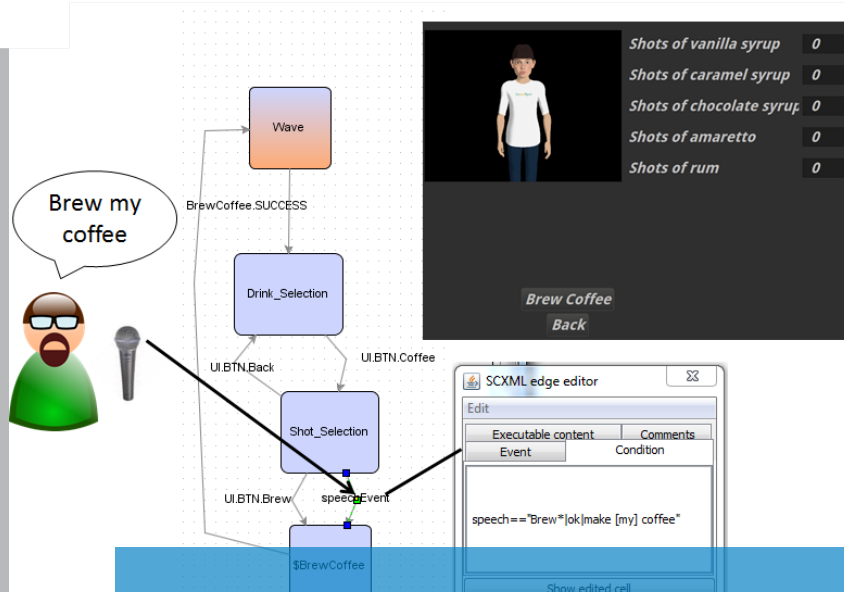 Wave
Brew my
coffee
BrewCoffee.SUCCESS
Drink_Selection
UI.BTN.Back
UI.BTN.Coffee
Shot_Selection
UI.BTN.Brew
speechEvent
$BrewCoffee
Shots of vanilla syrup 0
Shots of caramel syrup 0
Shots of chocolate syrup 0
Shots of amaretto 0
Shots of rum 0
Brew Coffee
Back
SCXML edge editor
Edit
Executable content Comments
Event Condition
speech=="Brew*|ok|make [my] coffee"
Show edited cell